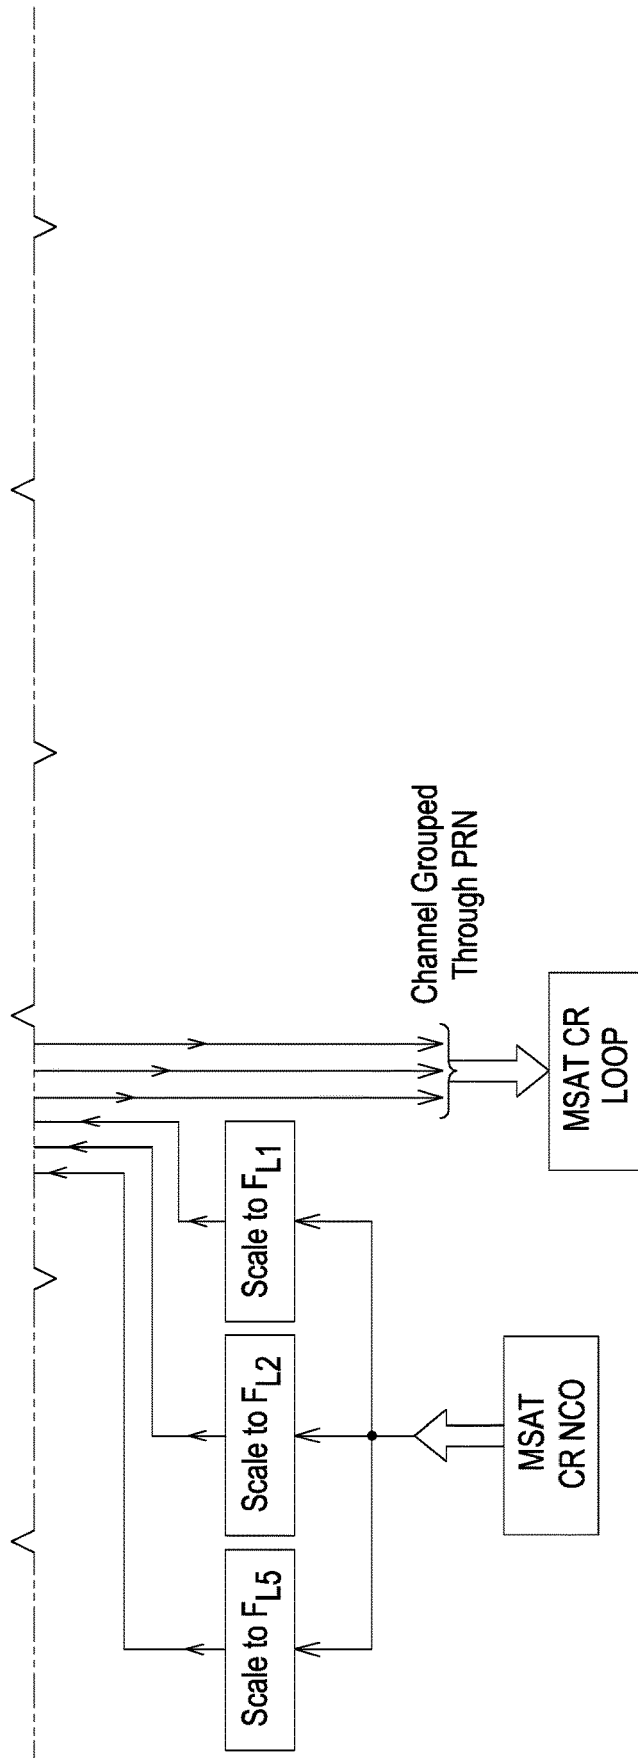 Scale to FL5
Scale to FL2
Scale to FL1
MSAT
CR NCO
Channel Grouped
Through PRN
MSAT CR
LOOP